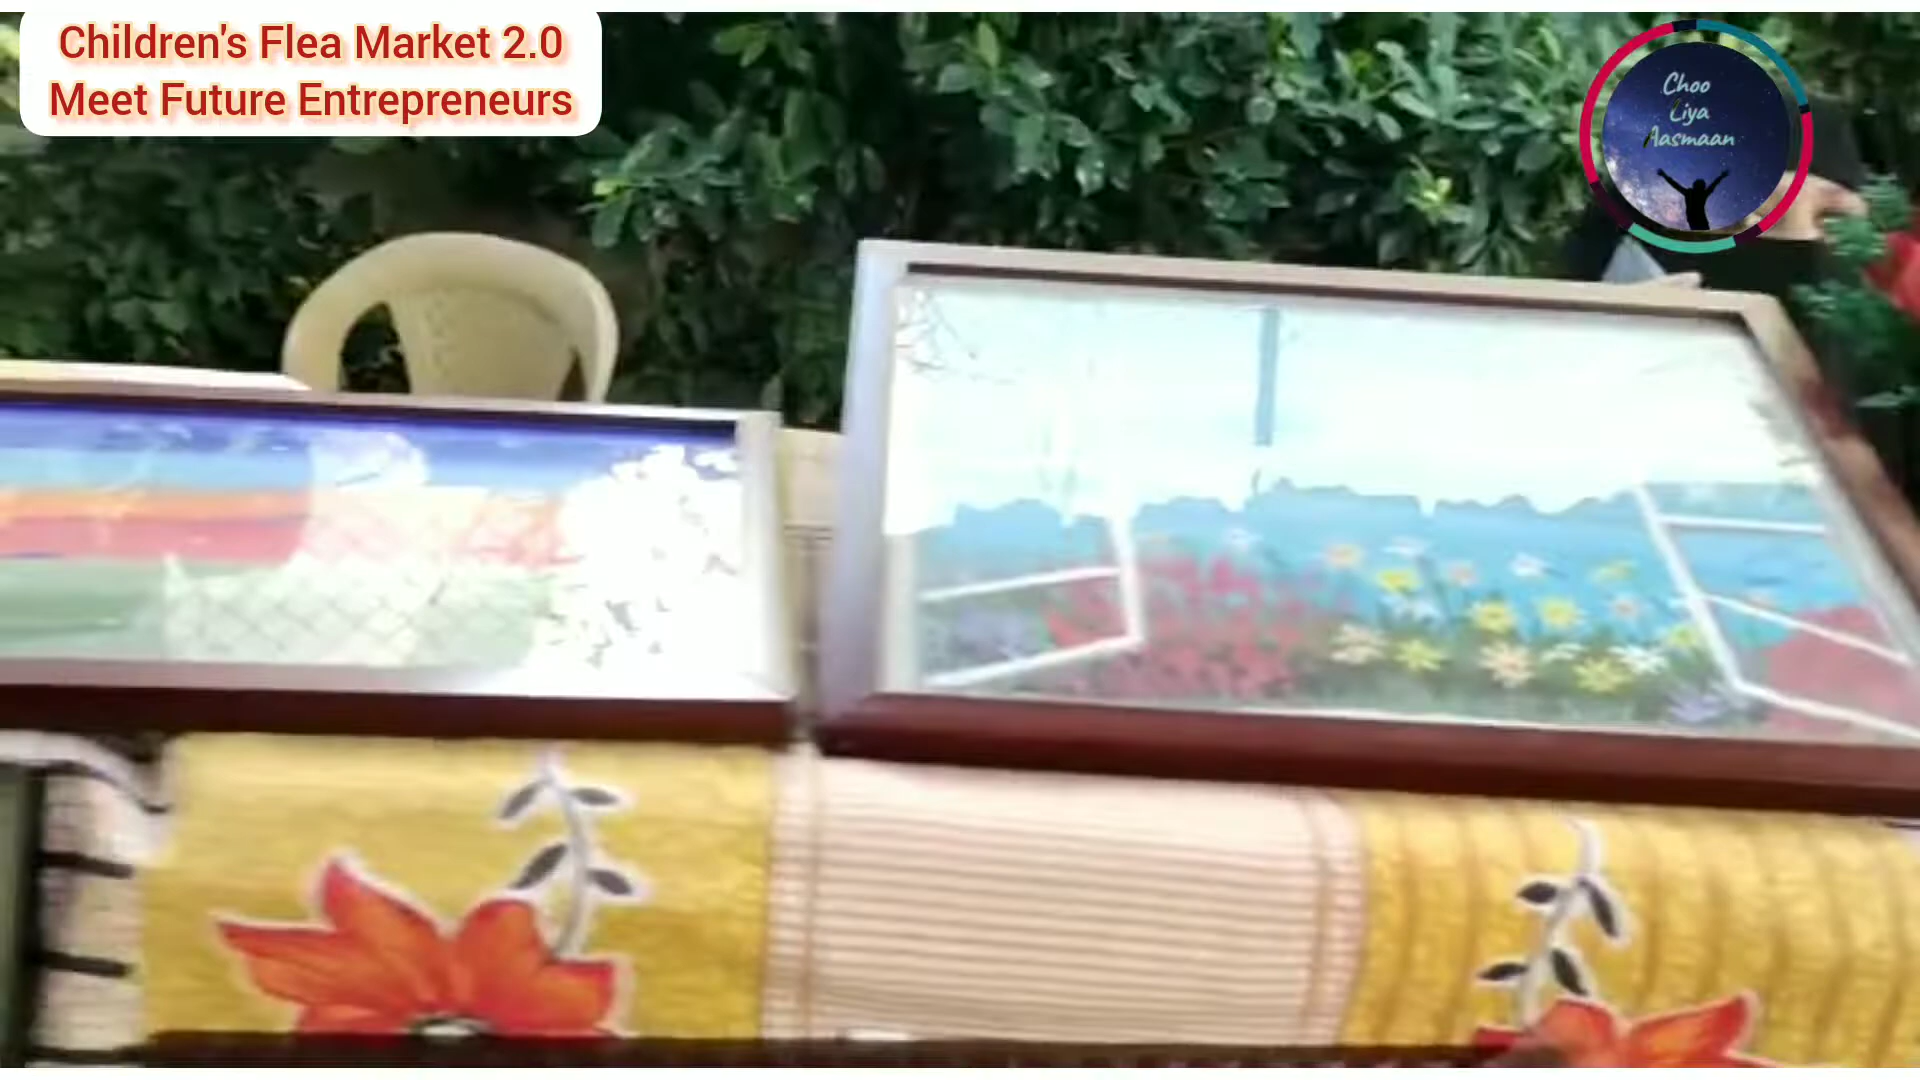 Children's Flea Market 2.0
Meet Future Entrepreneurs
Choo
Liya
Aasmaan